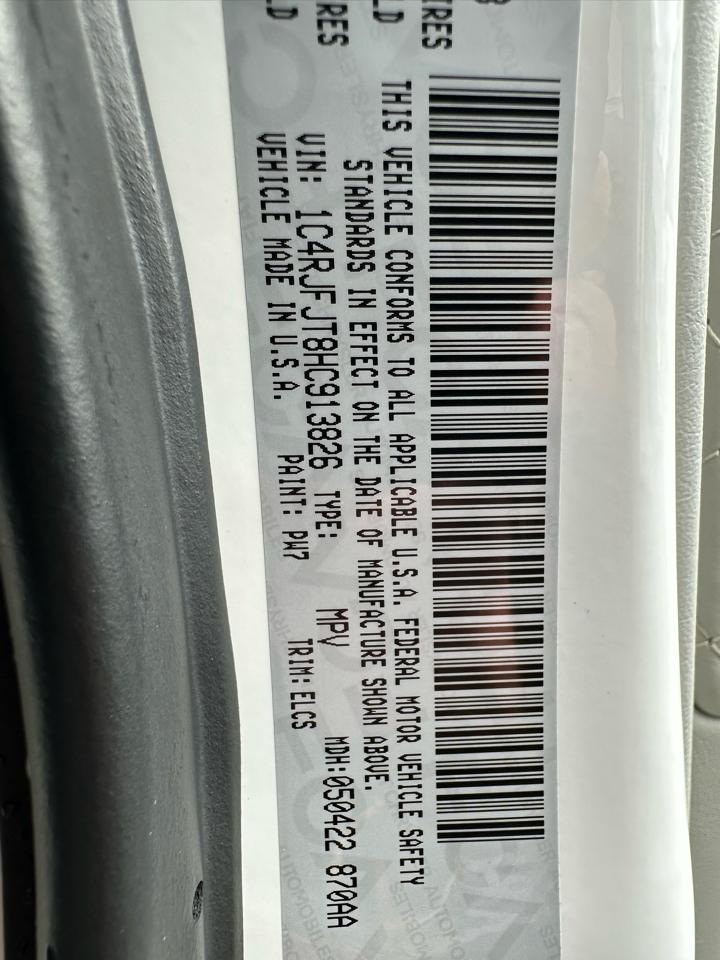 THIS VEHICLE CONFORMS TO ALL APPLICABLE U.S.A. FEDERAL MOTOR VEHICLE SAFETY
STANDARDS IN EFFECT ON THE DATE OF MANUFACTURE SHOWN ABOVE.
VIN: 1C4RJFJT8HC913826 TYPE: MPV MDH:050422 870AA
VEHICLE MADE IN U.S.A. PAINT: PW7 TRIM:ELCS